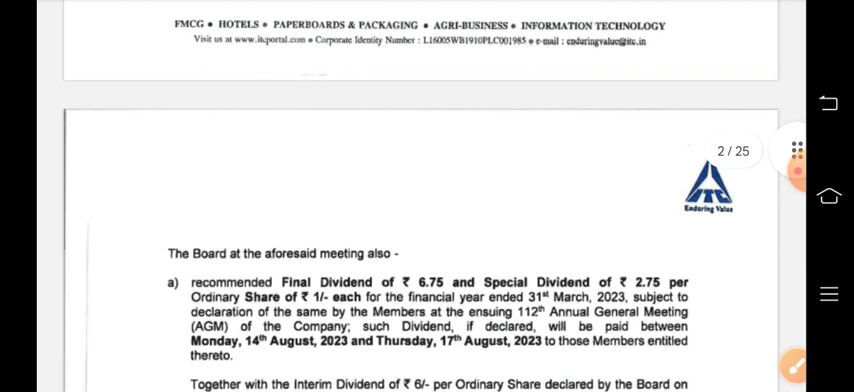 FMCG ● HOTELS ● PAPERBOARDS & PACKAGING ● AGRI-BUSINESS ● INFORMATION TECHNOLOGY
Visit us at www.itcportal.com ● Corporate Identity Number : L16005WB1910PLC001985 ● e-mail : enduringvalue@itc.in
2 / 25
ITC
Enduring Value
The Board at the aforesaid meeting also -
a) recommended Final Dividend of ₹ 6.75 and Special Dividend of ₹ 2.75 per
Ordinary Share of ₹ 1/- each for the financial year ended 31st March, 2023, subject to
declaration of the same by the Members at the ensuing 112th Annual General Meeting
(AGM) of the Company; such Dividend, if declared, will be paid between
Monday, 14th August, 2023 and Thursday, 17th August, 2023 to those Members entitled
thereto.
Together with the Interim Dividend of ₹ 6/- per Ordinary Share declared by the Board on